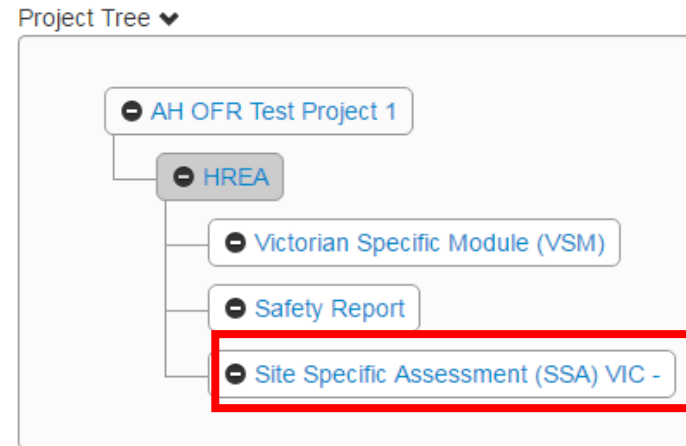 Project Tree
AH OFR Test Project 1
HREA
Victorian Specific Module (VSM)
Safety Report
Site Specific Assessment (SSA) VIC -